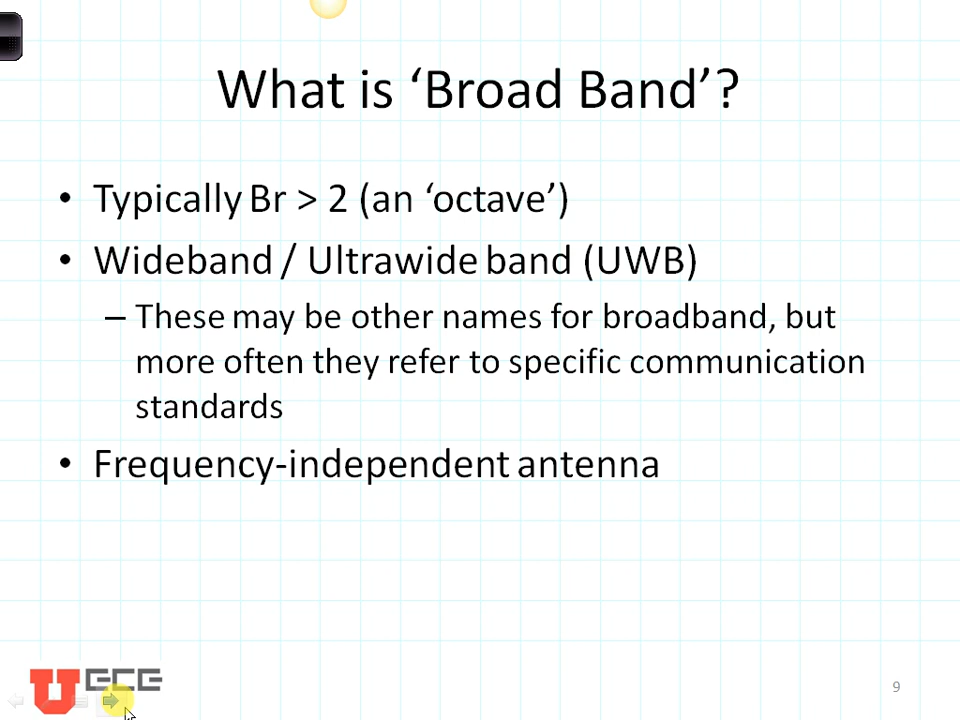 What is ‘Broad Band’?
• Typically Br > 2 (an ‘octave’)
• Wideband / Ultrawide band (UWB)
– These may be other names for broadband, but
more often they refer to specific communication
standards
• Frequency-independent antenna
U ECE
9